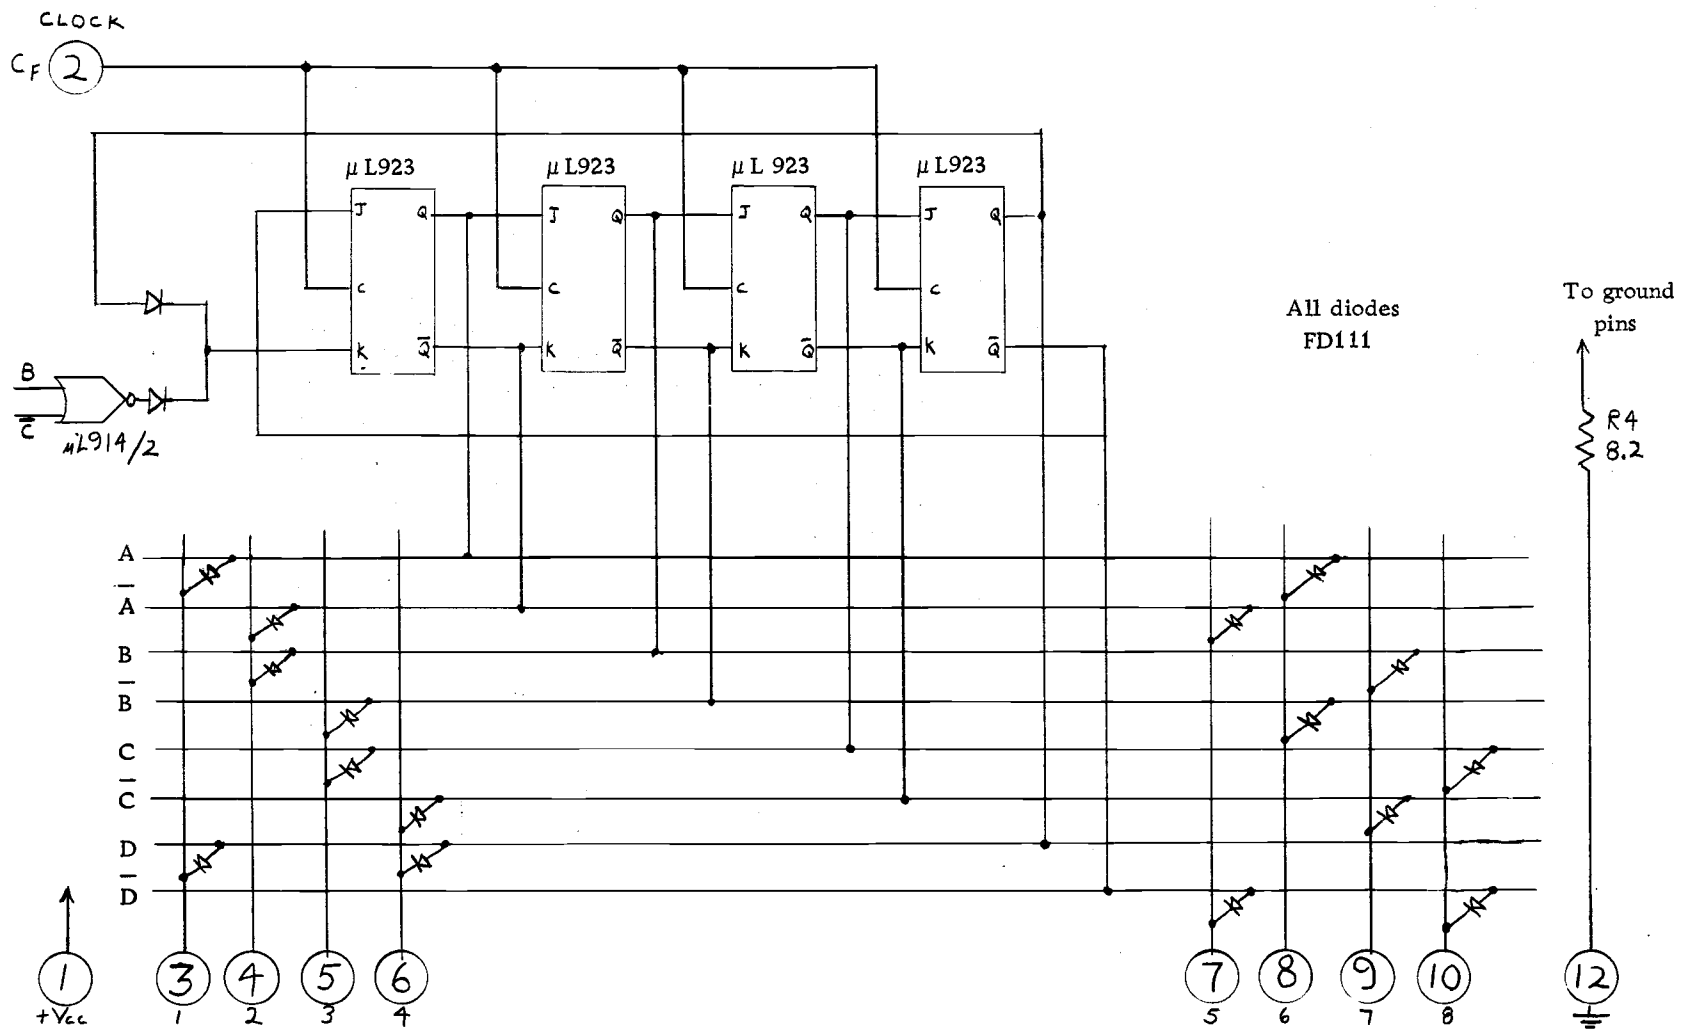 CLOCK
CF 2
μL923 μL923 μL 923 μL923
J Q J Q J Q J Q
C C C C
K Q̅ K Q̅ K Q̅ K Q̅
B
C̅
μL914/2
All diodes
FD111
To ground
pins
R4
8.2
A
A̅
B
B̅
C
C̅
D
D̅
1 3 4 5 6 7 8 9 10 12
+Vcc 1 2 3 4 5 6 7 8